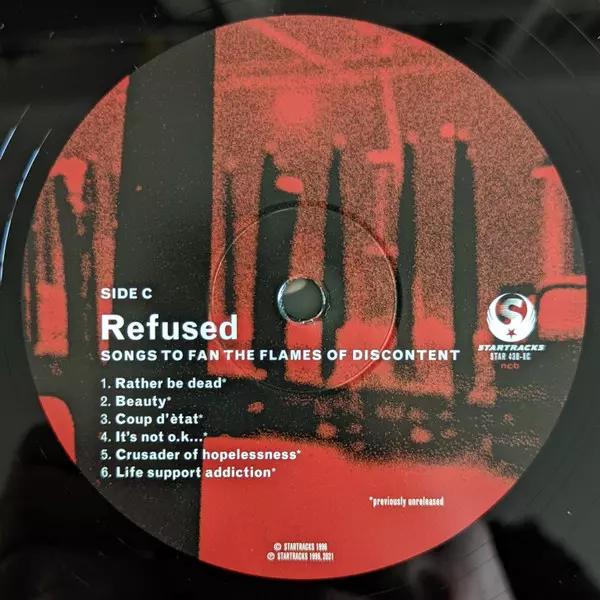 SIDE C
Refused
SONGS TO FAN THE FLAMES OF DISCONTENT
1. Rather be dead*
2. Beauty*
3. Coup d'ètat*
4. It's not o.k...*
5. Crusader of hopelessness*
6. Life support addiction*
S
STARTRACKS
STAR 438-EC
ncb
*previously unreleased
© STARTRACKS 1996
℗ STARTRACKS 1996, 2021